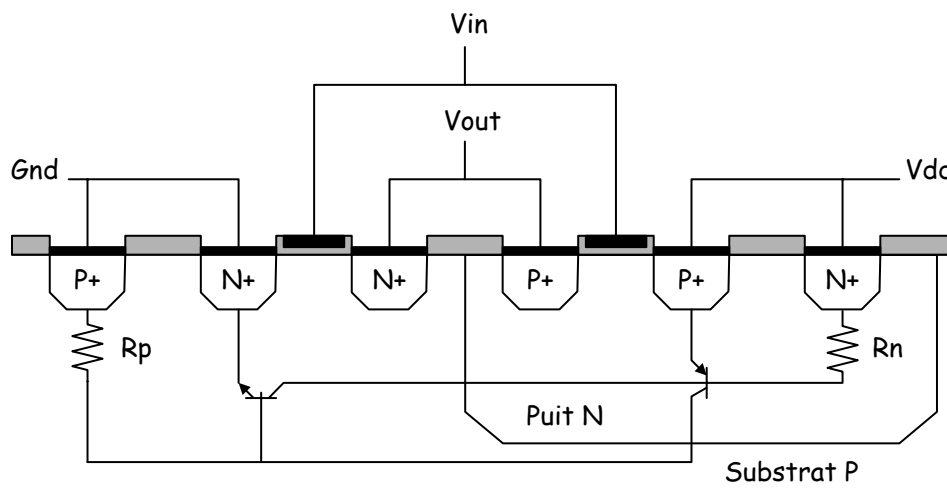 Vin
Vout
Gnd
Vdd
P+ N+ N+ P+ P+ N+
Rp
Rn
Puit N
Substrat P